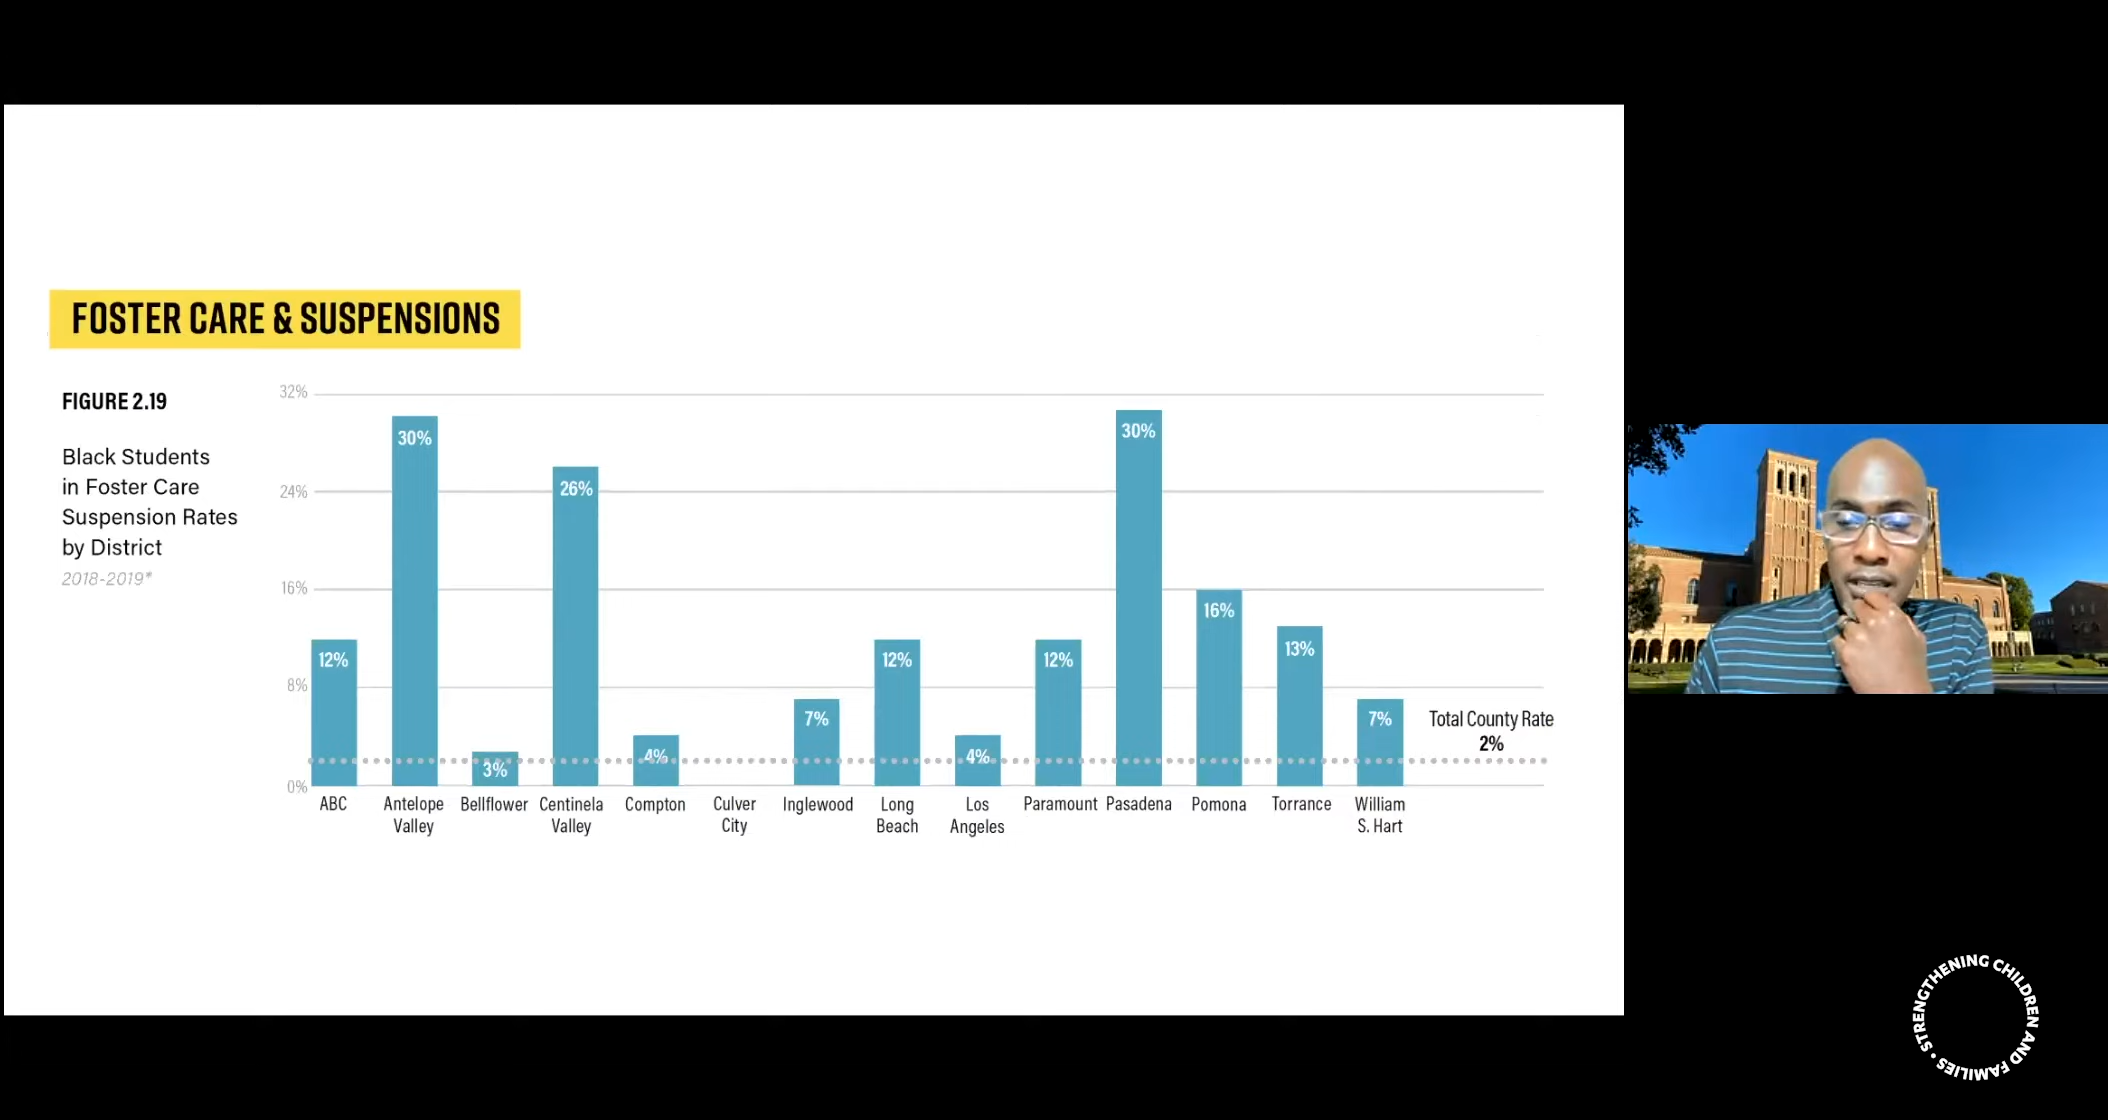 FOSTER CARE & SUSPENSIONS
FIGURE 2.19
Black Students
in Foster Care
Suspension Rates
by District
2018-2019*
32%
24%
16%
8%
0%
12%
30%
3%
26%
4%
7%
12%
4%
12%
30%
16%
13%
7%
Total County Rate
2%
ABC
Antelope
Valley
Bellflower
Centinela
Valley
Compton
Culver
City
Inglewood
Long
Beach
Los
Angeles
Paramount
Pasadena
Pomona
Torrance
William
S. Hart
STRENGTHENING CHILDREN AND FAMILIES •